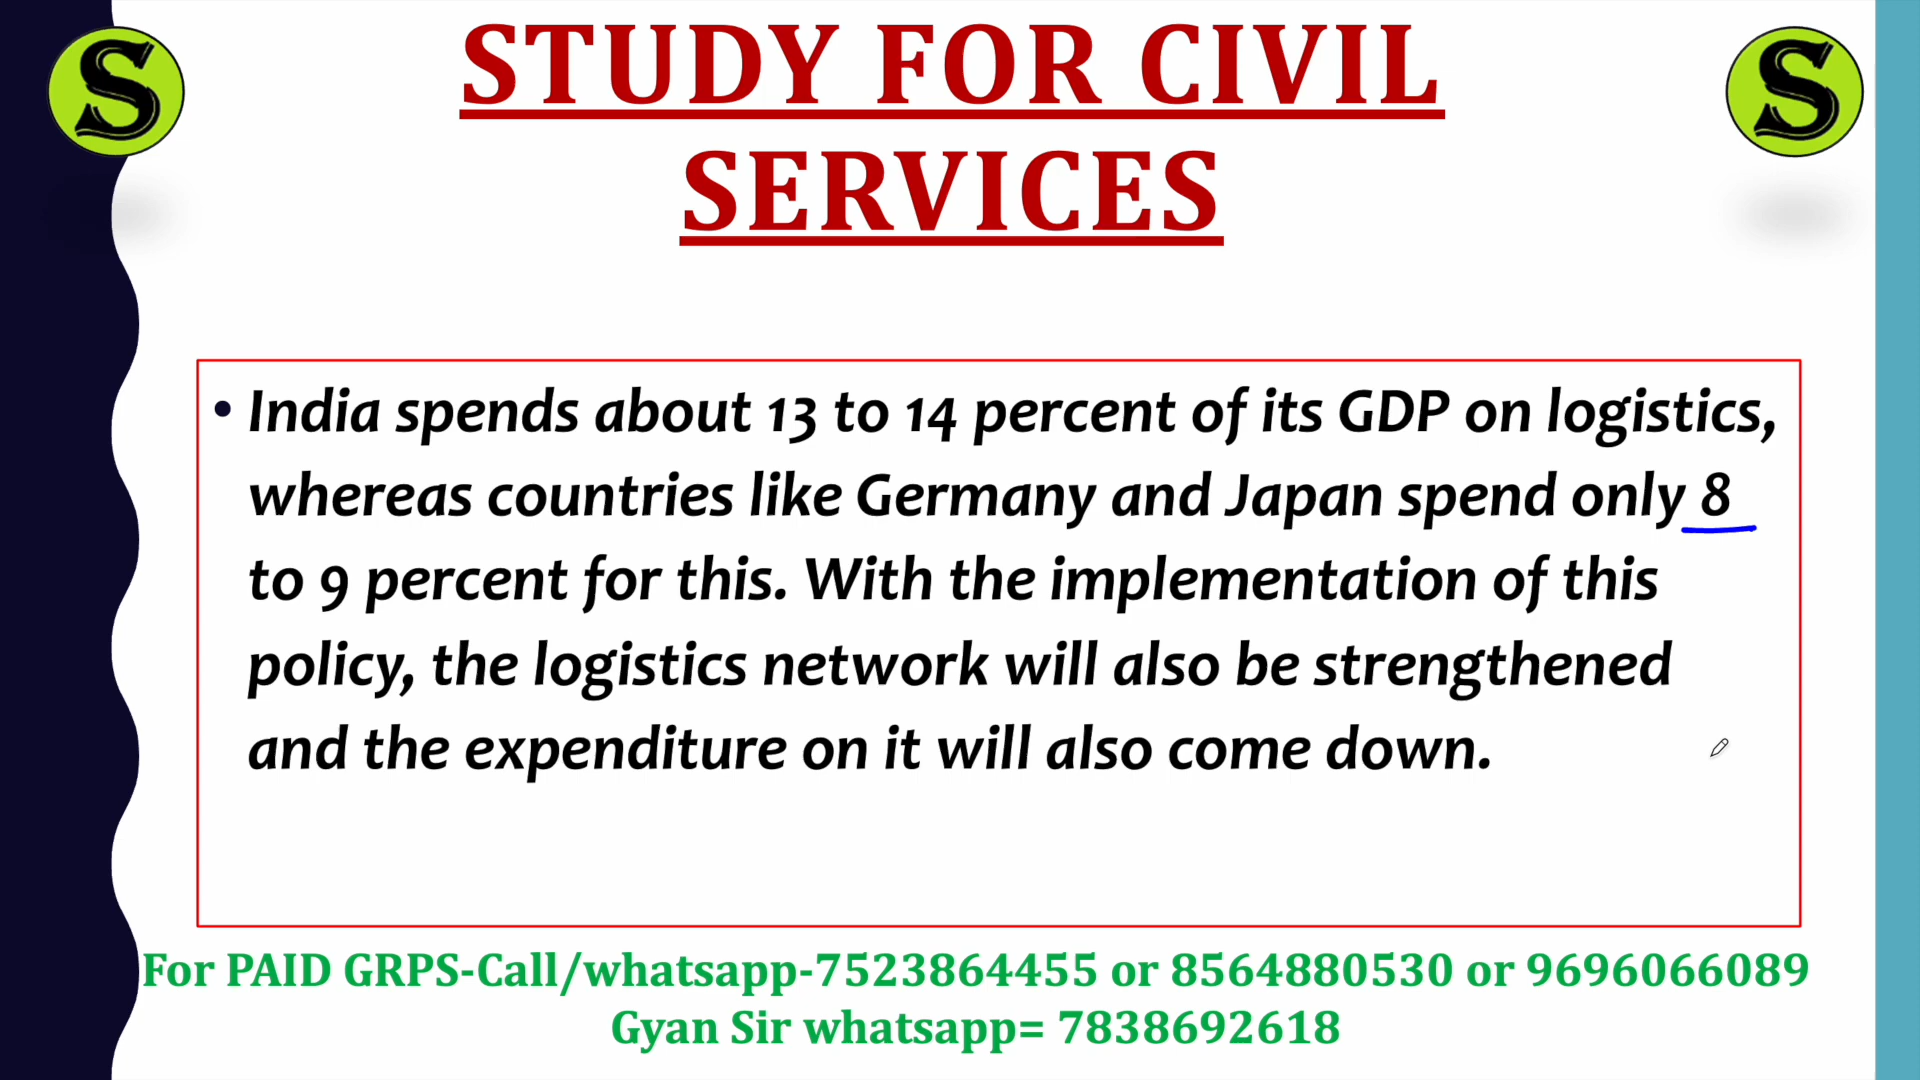 S
S
STUDY FOR CIVIL
SERVICES
• India spends about 13 to 14 percent of its GDP on logistics,
whereas countries like Germany and Japan spend only 8
to 9 percent for this. With the implementation of this
policy, the logistics network will also be strengthened
and the expenditure on it will also come down.
For PAID GRPS-Call/whatsapp-7523864455 or 8564880530 or 9696066089
Gyan Sir whatsapp= 7838692618